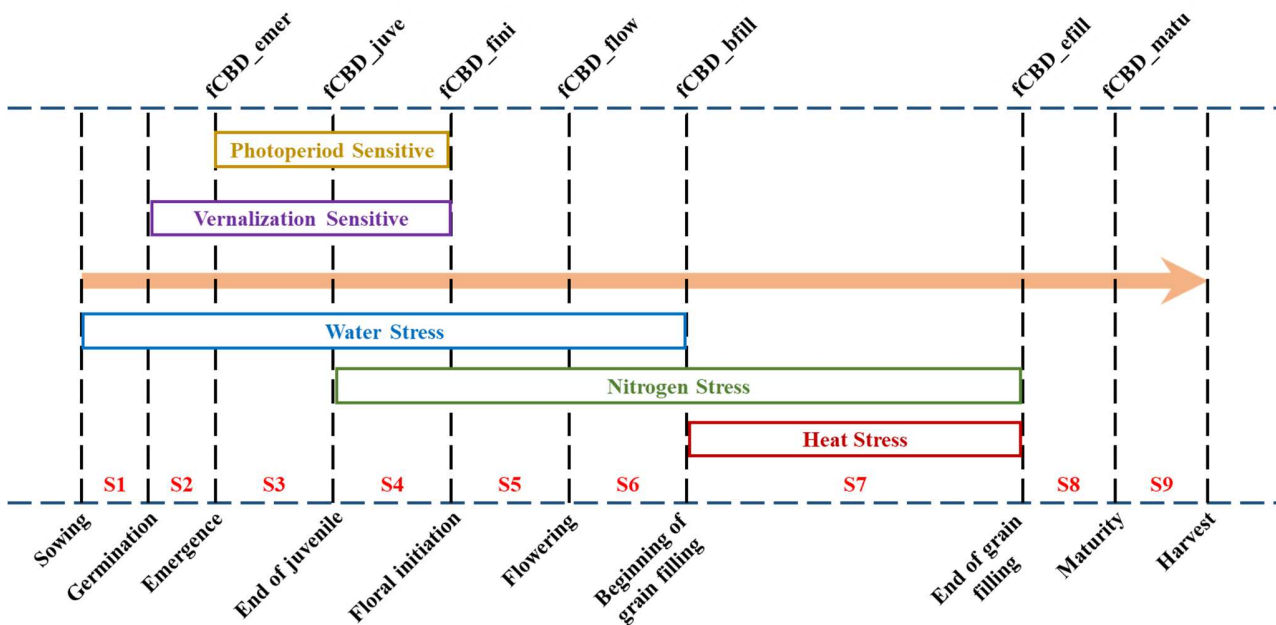 fCBD_emer
fCBD_juve
fCBD_fini
fCBD_flow
fCBD_bfill
fCBD_efill
fCBD_matu
Photoperiod Sensitive
Vernalization Sensitive
Water Stress
Nitrogen Stress
Heat Stress
S1
S2
S3
S4
S5
S6
S7
S8
S9
Sowing
Germination
Emergence
End of juvenile
Floral initiation
Flowering
Beginning of
grain filling
End of grain
filling
Maturity
Harvest